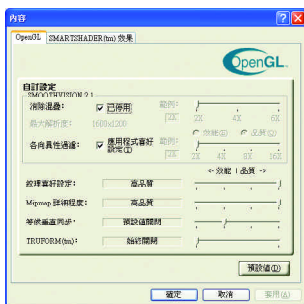 內容
OpenGL SMARTSHADER(tm) 效果
OpenGL.
自訂設定
SMOOTHVISION 2.1
消除混疊: 已停用 範例: 2X 4X 6X
最大解析度: 1600x1200 效能(S) 品質(Q)
各向異性過濾: 應用程式喜好設定(I) 範例: 2X 4X 8X 16X
<- 效能 | 品質 ->
紋理喜好設定: 高品質
Mipmap 詳細程度: 高品質
等候垂直同步: 預設值關閉
TRUFORM(tm): 始終關閉
預設值(D)
確定 取消 套用(A)